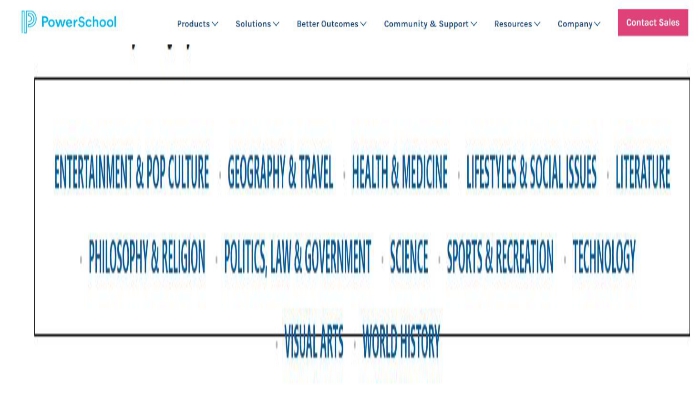 PowerSchool Products Solutions Better Outcomes Community & Support Resources Company Contact Sales
ENTERTAINMENT & POP CULTURE · GEOGRAPHY & TRAVEL · HEALTH & MEDICINE · LIFESTYLES & SOCIAL ISSUES · LITERATURE
· PHILOSOPHY & RELIGION · POLITICS, LAW & GOVERNMENT · SCIENCE · SPORTS & RECREATION · TECHNOLOGY
· VISUAL ARTS · WORLD HISTORY